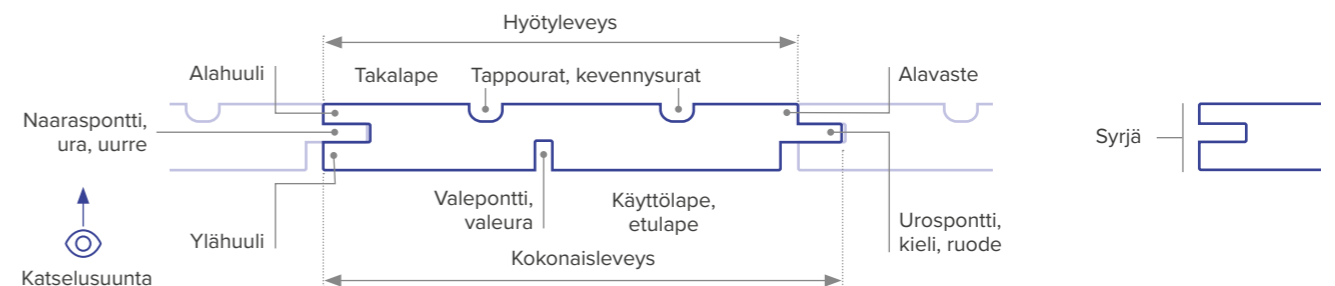 Hyötyleveys
Alahuuli
Takalape
Tappourat, kevennysurat
Alavaste
Naaraspontti,
ura, uurre
Syrjä
Valepontti,
valeura
Käyttölape,
etulape
Urospontti,
kieli, ruode
Ylähuuli
Kokonaisleveys
Katselusuunta